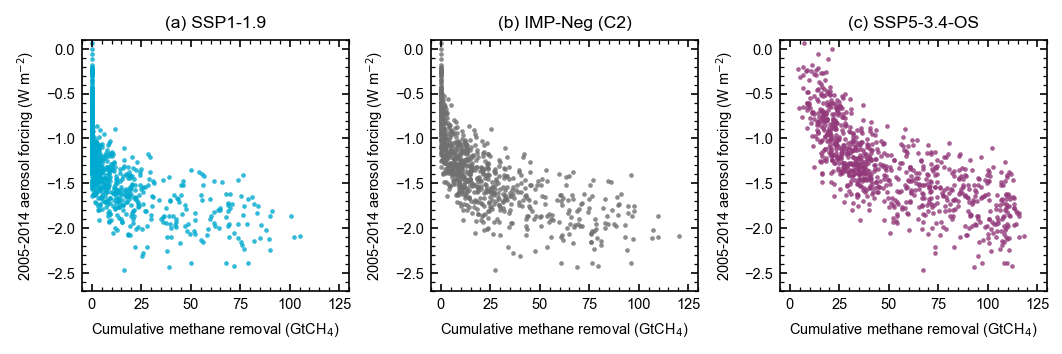 (a) SSP1-1.9
(b) IMP-Neg (C2)
(c) SSP5-3.4-OS
2005-2014 aerosol forcing (W m⁻²)
0.0
−0.5
−1.0
−1.5
−2.0
−2.5
0 25 50 75 100 125
Cumulative methane removal (GtCH₄)
2005-2014 aerosol forcing (W m⁻²)
0.0
−0.5
−1.0
−1.5
−2.0
−2.5
0 25 50 75 100 125
Cumulative methane removal (GtCH₄)
2005-2014 aerosol forcing (W m⁻²)
0.0
−0.5
−1.0
−1.5
−2.0
−2.5
0 25 50 75 100 125
Cumulative methane removal (GtCH₄)